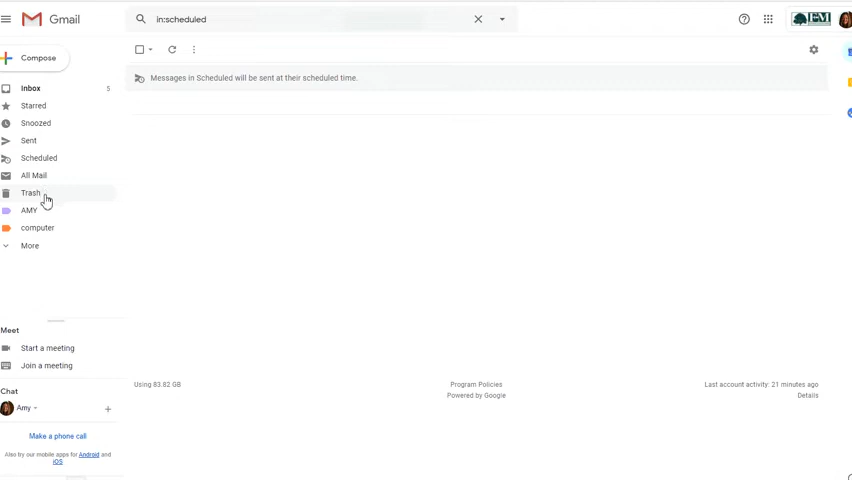 Gmail
in:scheduled
Compose
Messages in Scheduled will be sent at their scheduled time.
Inbox 5
Starred
Snoozed
Sent
Scheduled
All Mail
Trash
AMY
computer
More
Meet
Start a meeting
Join a meeting
Chat
Amy
Make a phone call
Also try our mobile apps for Android and
iOS
Using 83.82 GB
Program Policies
Powered by Google
Last account activity: 21 minutes ago
Details